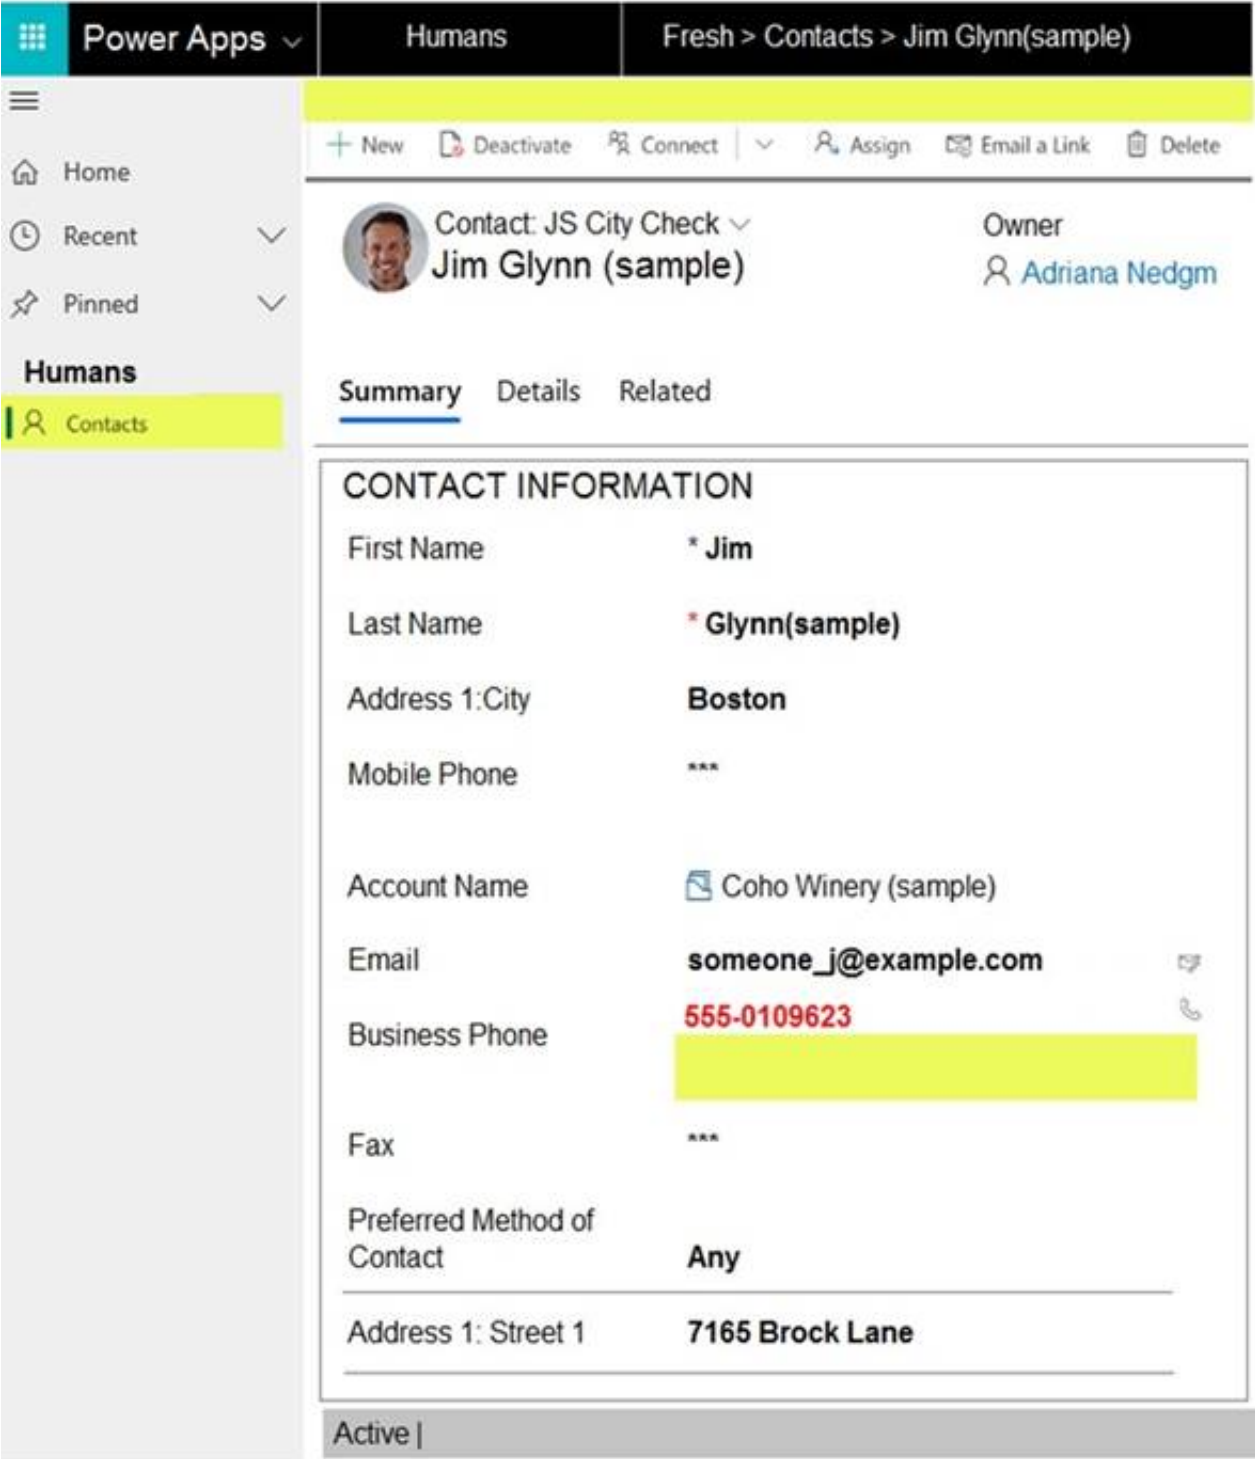 Power Apps Humans Fresh > Contacts > Jim Glynn(sample)
New Deactivate Connect Assign Email a Link Delete
Home
Recent
Pinned
Humans
Contacts
Contact: JS City Check
Jim Glynn (sample)
Owner
Adriana Nedgm
Summary Details Related
CONTACT INFORMATION
First Name * Jim
Last Name * Glynn(sample)
Address 1:City Boston
Mobile Phone ***
Account Name Coho Winery (sample)
Email someone_j@example.com
Business Phone 555-0109623
Fax ***
Preferred Method of
Contact Any
Address 1: Street 1 7165 Brock Lane
Active |